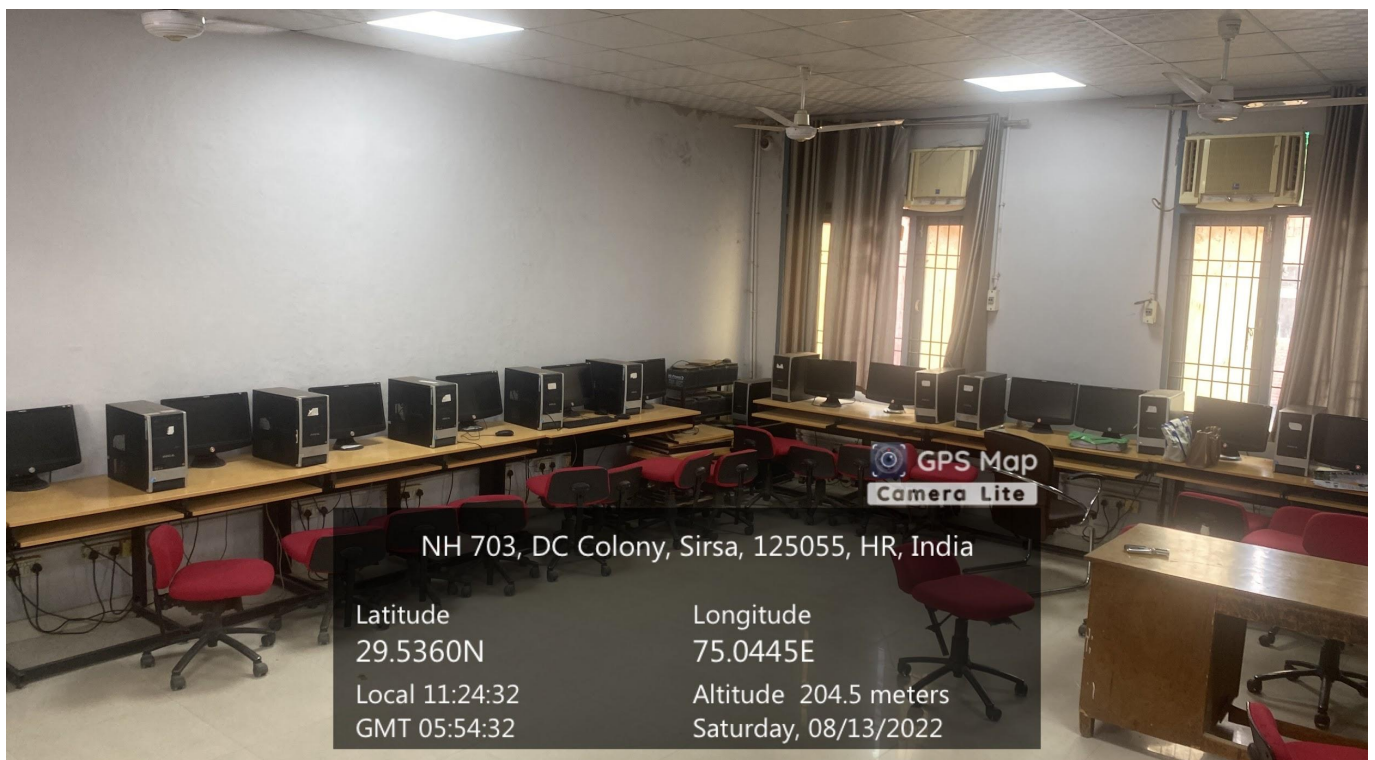 GPS Map
Camera Lite
NH 703, DC Colony, Sirsa, 125055, HR, India
Latitude
29.5360N
Longitude
75.0445E
Local 11:24:32
GMT 05:54:32
Altitude 204.5 meters
Saturday, 08/13/2022